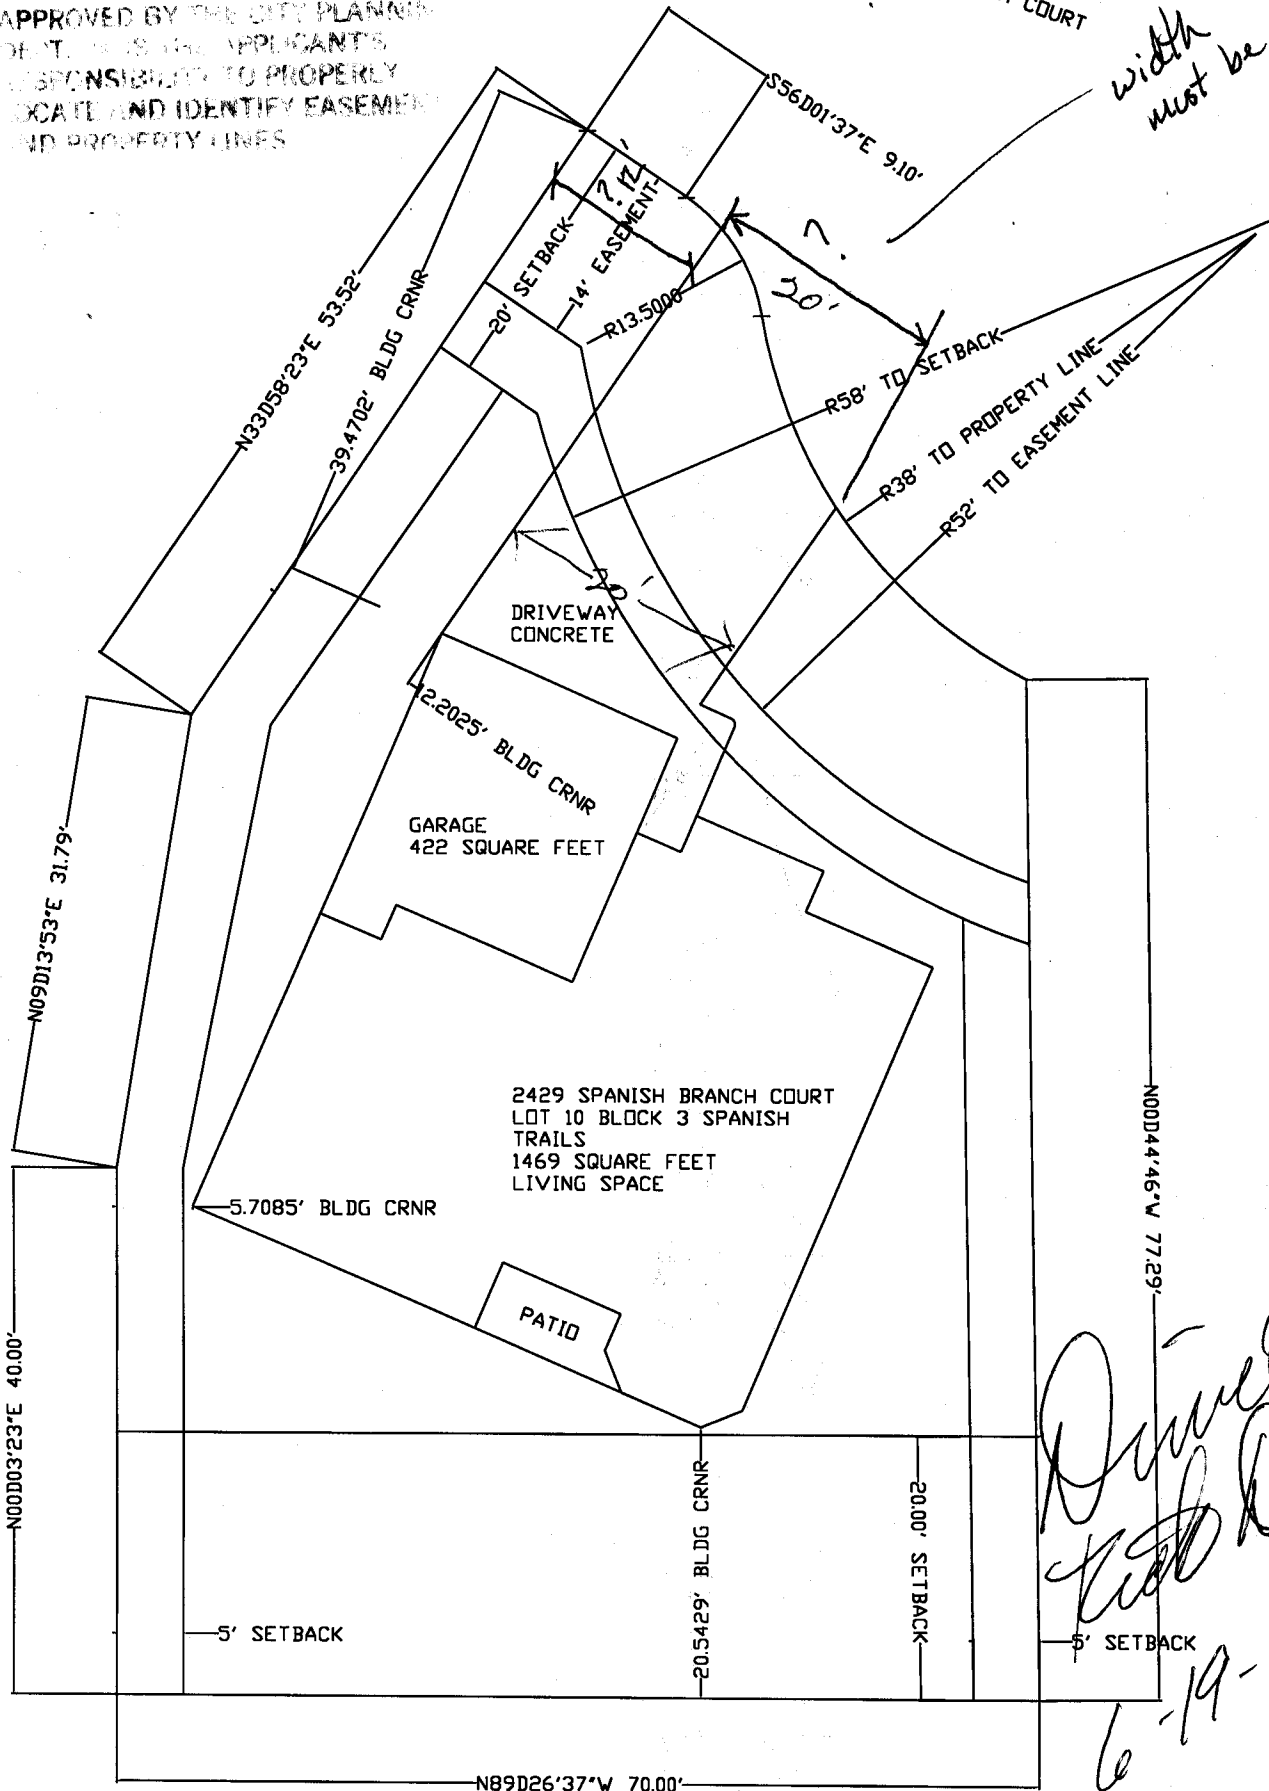 APPROVED BY THE CITY PLANNIN
DEPT. IT IS THE APPLICANT'S
RESPONSIBILITY TO PROPERLY
LOCATE AND IDENTIFY EASEMEN
AND PROPERTY LINES
COURT
width
must be
S56D01'37"E 9.10'
? 12'
?
20'
20' SETBACK
14' EASEMENT
R13.5000
N33D58'23"E 53.52'
39.4702' BLDG CRNR
R58' TO SETBACK
R38' TO PROPERTY LINE
R52' TO EASEMENT LINE
20'
DRIVEWAY
CONCRETE
12.2025' BLDG CRNR
GARAGE
422 SQUARE FEET
N09D13'53"E 31.79'
2429 SPANISH BRANCH COURT
LOT 10 BLOCK 3 SPANISH
TRAILS
1469 SQUARE FEET
LIVING SPACE
5.7085' BLDG CRNR
N00D44'46"W 77.29'
PATIO
N00D03'23"E 40.00'
20.5429' BLDG CRNR
20.00' SETBACK
5' SETBACK
5' SETBACK
6-19-
N89D26'37"W 70.00'